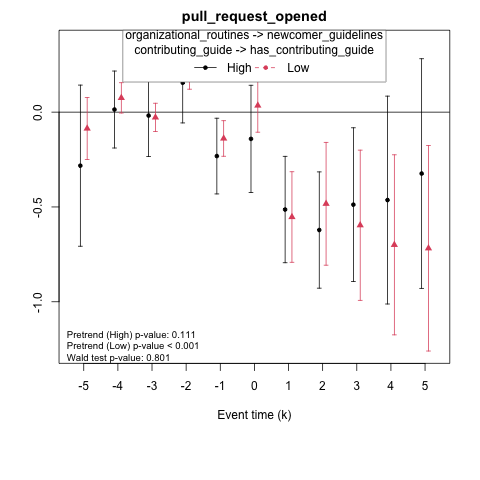 pull_request_opened
organizational_routines -> newcomer_guidelines
contributing_guide -> has_contributing_guide
High Low
0.0
-0.5
-1.0
Pretrend (High) p-value: 0.111
Pretrend (Low) p-value < 0.001
Wald test p-value: 0.801
-5 -4 -3 -2 -1 0 1 2 3 4 5
Event time (k)